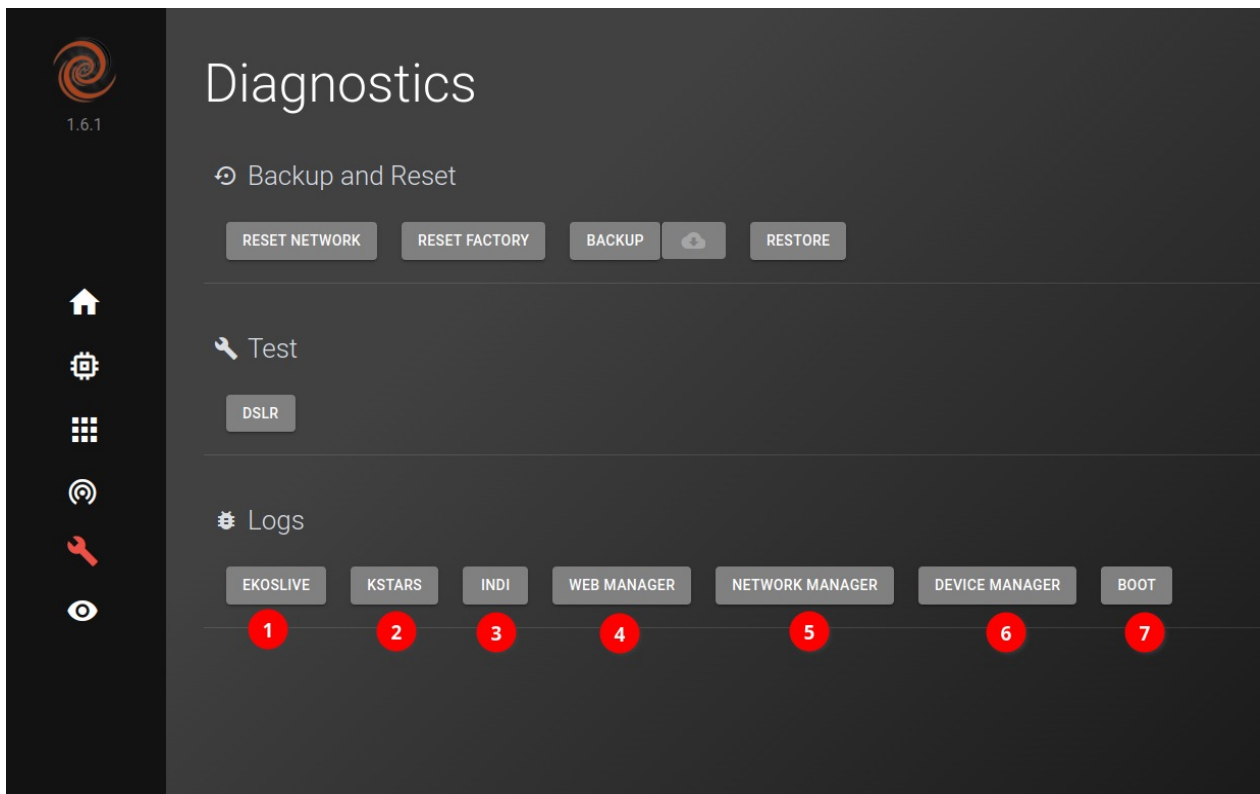 1.6.1
Diagnostics
Backup and Reset
RESET NETWORK RESET FACTORY BACKUP RESTORE
Test
DSLR
Logs
EKOSLIVE KSTARS INDI WEB MANAGER NETWORK MANAGER DEVICE MANAGER BOOT
1 2 3 4 5 6 7